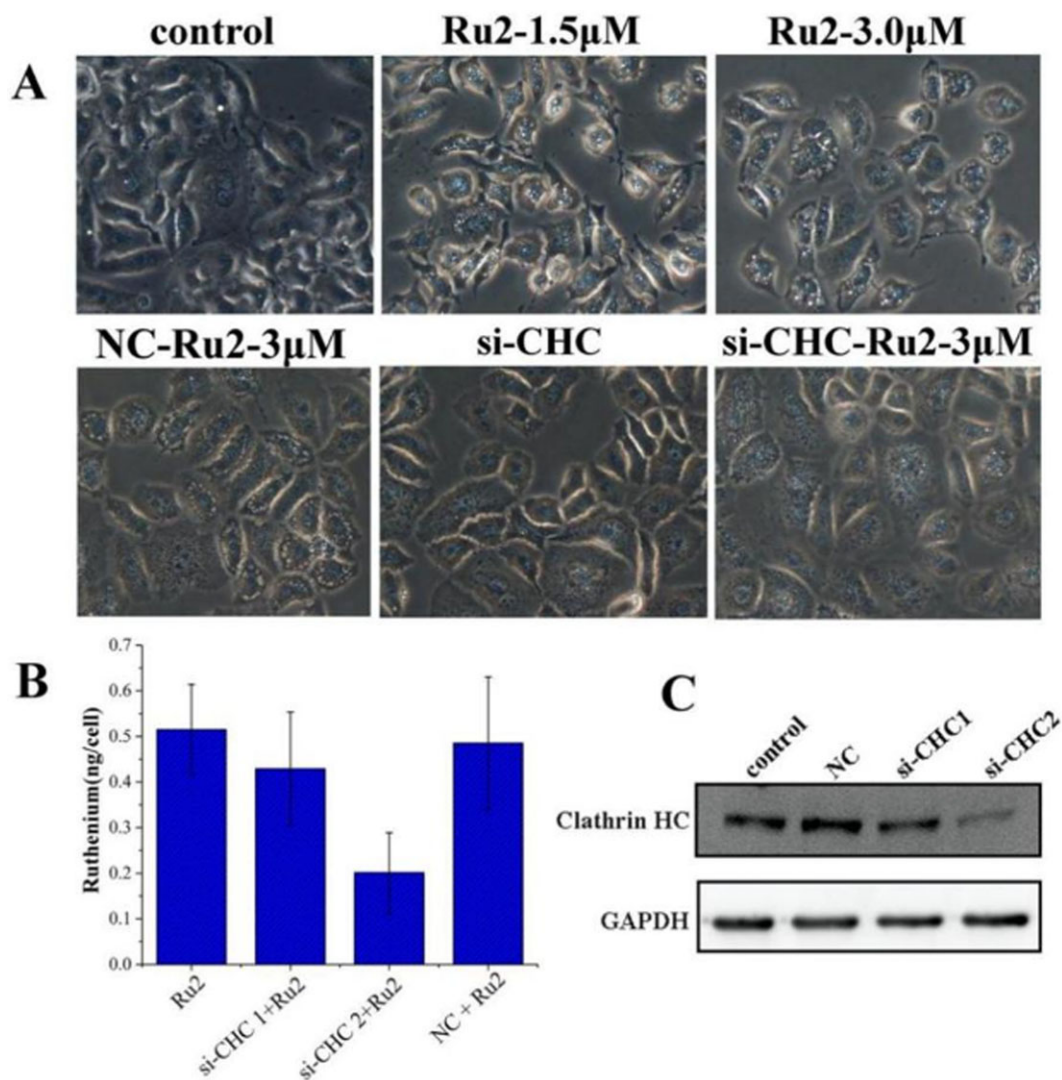 control Ru2-1.5μM Ru2-3.0μM
A
NC-Ru2-3μM si-CHC si-CHC-Ru2-3μM
B
Ruthenium(ng/cell)
0.7
0.6
0.5
0.4
0.3
0.2
0.1
0.0
Ru2
si-CHC 1+Ru2
si-CHC 2+Ru2
NC + Ru2
C
control NC si-CHC1 si-CHC2
Clathrin HC
GAPDH